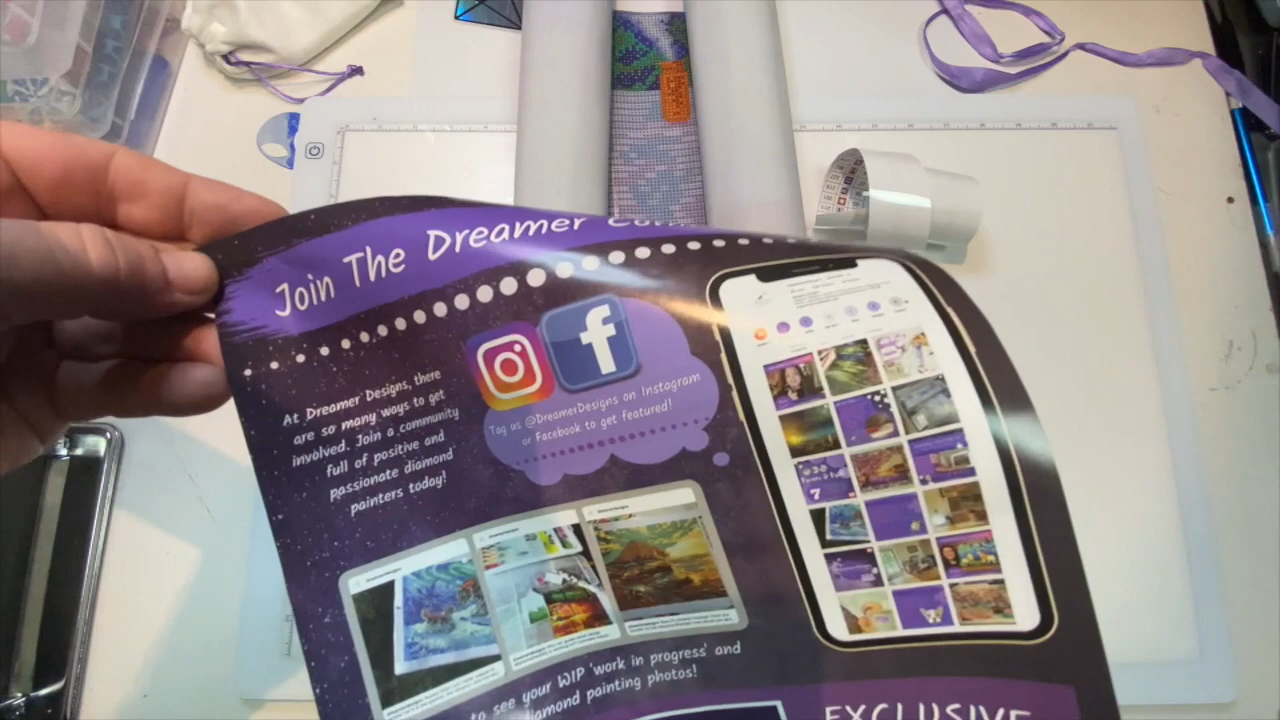 Join The Dreamer
At Dreamer Designs, there
are so many ways to get
involved. Join a community
full of positive and
passionate diamond
painters today!
Tag us @DreamerDesigns on Instagram
or Facebook to get featured!
to see your WIP 'work in progress' and
diamond painting photos!
EXCLUSIVE